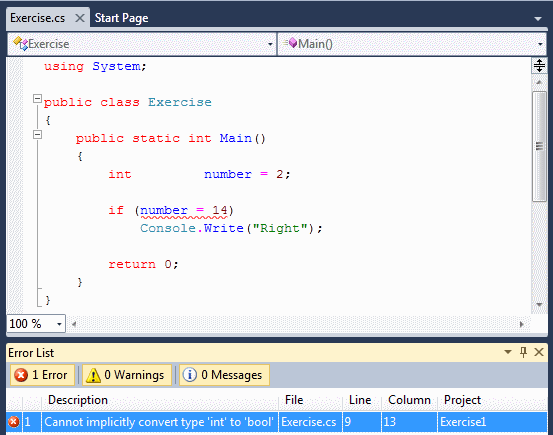 Exercise.cs Start Page
Exercise Main()
using System;
public class Exercise
{
public static int Main()
{
int number = 2;
if (number = 14)
Console.Write("Right");
return 0;
}
}
100 %
Error List
1 Error 0 Warnings 0 Messages
Description File Line Column Project
1 Cannot implicitly convert type 'int' to 'bool' Exercise.cs 9 13 Exercise1